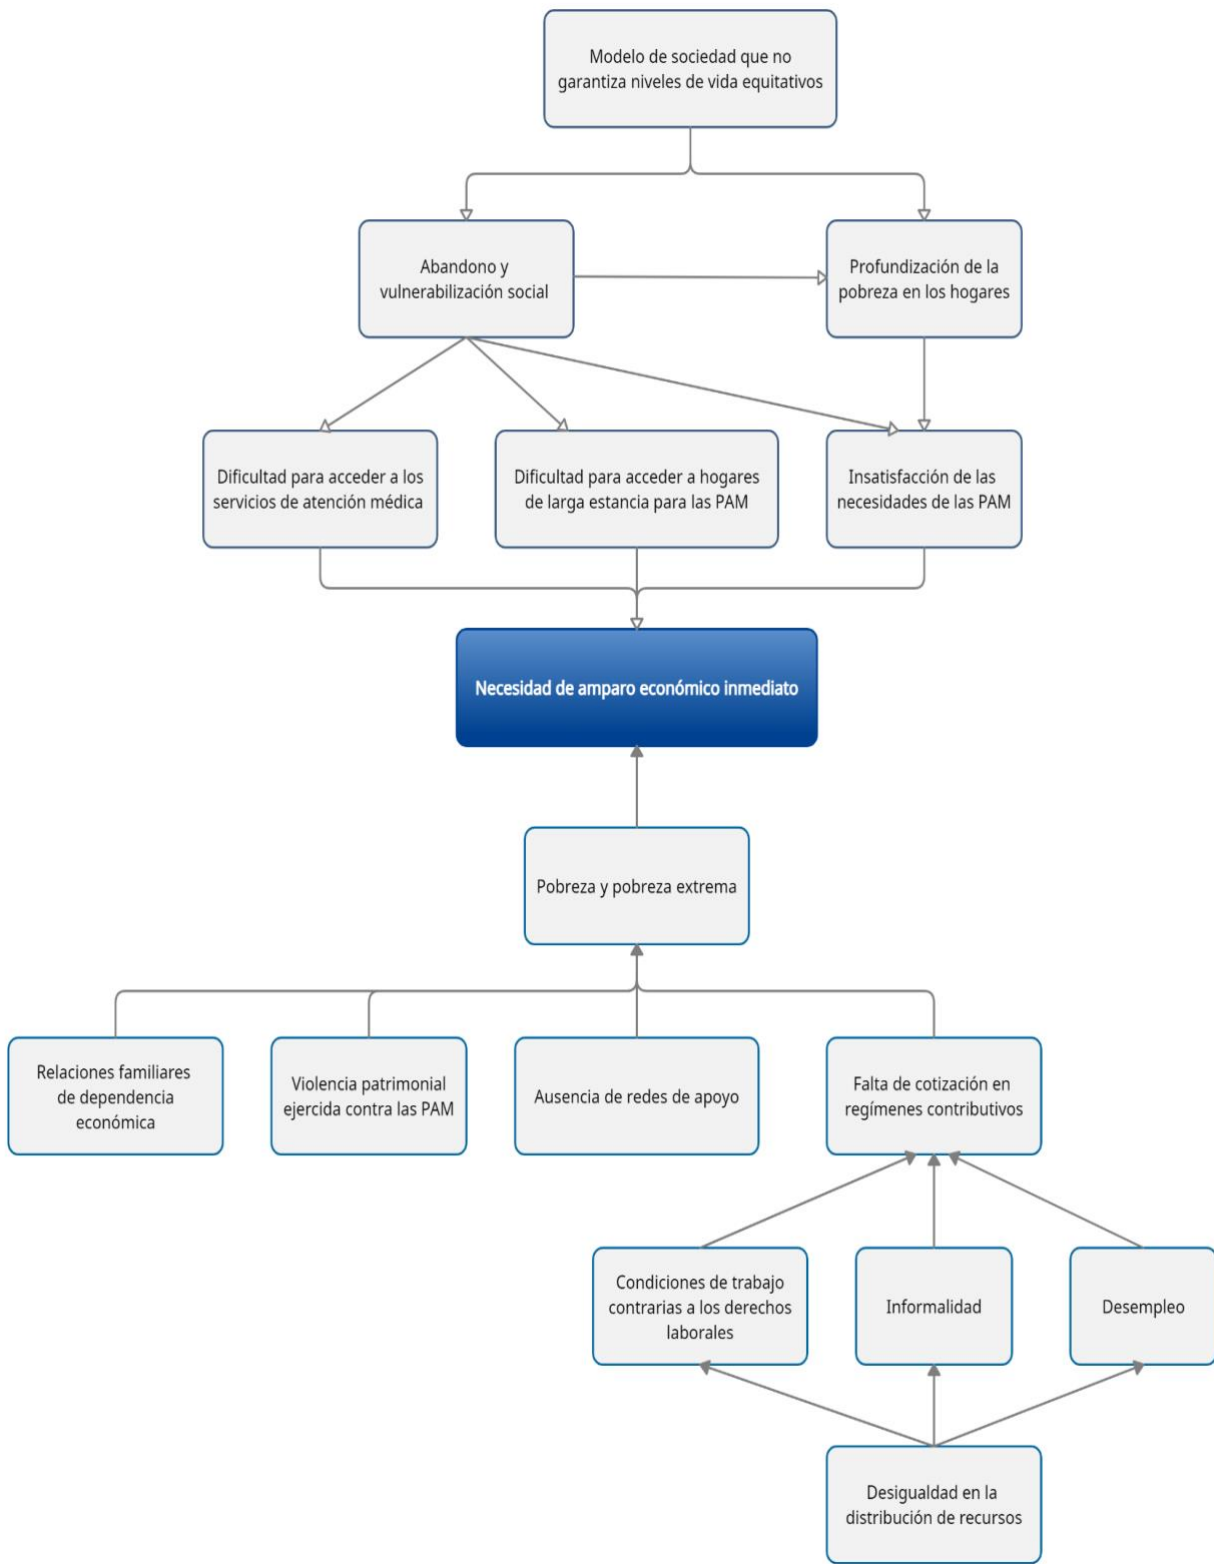 Modelo de sociedad que no
garantiza niveles de vida equitativos
Abandono y
vulnerabilización social
Profundización de la
pobreza en los hogares
Dificultad para acceder a los
servicios de atención médica
Dificultad para acceder a hogares
de larga estancia para las PAM
Insatisfacción de las
necesidades de las PAM
Necesidad de amparo económico inmediato
Pobreza y pobreza extrema
Relaciones familiares
de dependencia
económica
Violencia patrimonial
ejercida contra las PAM
Ausencia de redes de apoyo
Falta de cotización en
regímenes contributivos
Condiciones de trabajo
contrarias a los derechos
laborales
Informalidad
Desempleo
Desigualdad en la
distribución de recursos